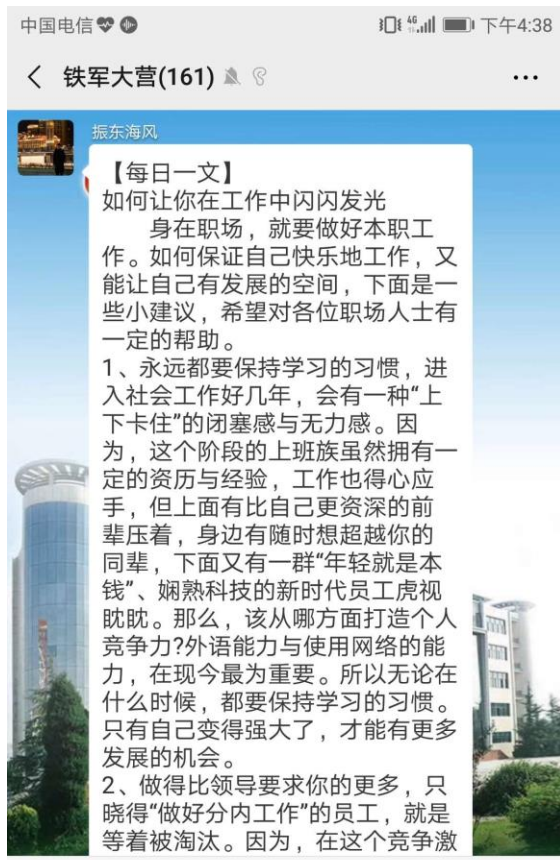 中国电信
46
下午4:38
铁军大营(161)
振东海风
【每日一文】
如何让你在工作中闪闪发光
身在职场，就要做好本职工
作。如何保证自己快乐地工作，又
能让自己有发展的空间，下面是一
些小建议，希望对各位职场人士有
一定的帮助。
1、永远都要保持学习的习惯，进
入社会工作好几年，会有一种“上
下卡住”的闭塞感与无力感。因
为，这个阶段的上班族虽然拥有一
定的资历与经验，工作也得心应
手，但上面有比自己更资深的前
辈压着，身边有随时想超越你的
同辈，下面又有一群“年轻就是本
钱”、娴熟科技的新时代员工虎视
眈眈。那么，该从哪方面打造个人
竞争力?外语能力与使用网络的能
力，在现今最为重要。所以无论在
什么时候，都要保持学习的习惯。
只有自己变得强大了，才能有更多
发展的机会。
2、做得比领导要求你的更多，只
晓得“做好分内工作”的员工，就是
等着被淘汰。因为，在这个竞争激